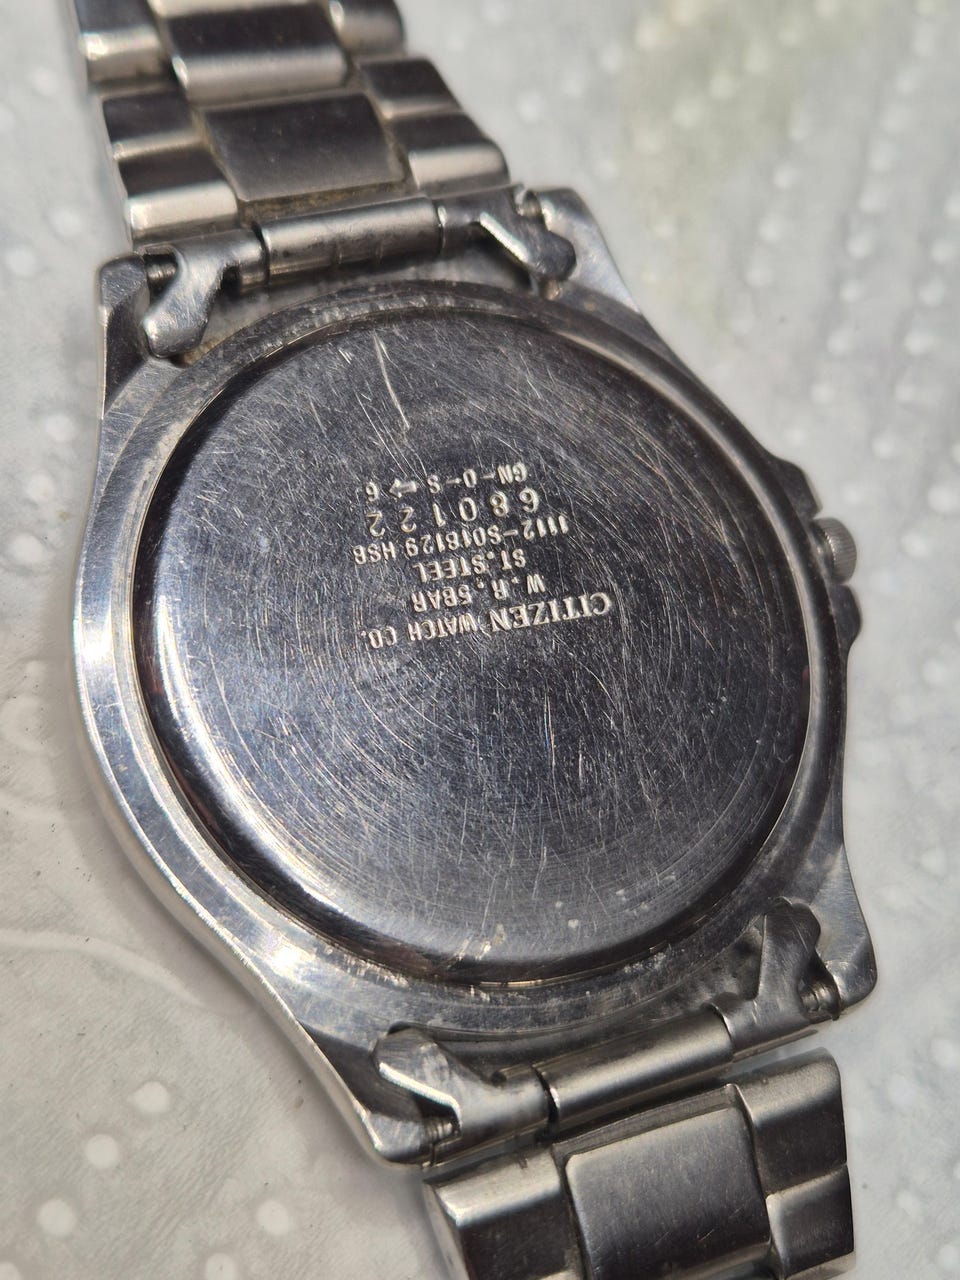 CITIZEN WATCH CO.
W.R.5BAR
ST.STEEL
1112-S018129 HSB
680122
GN-0-S → 6